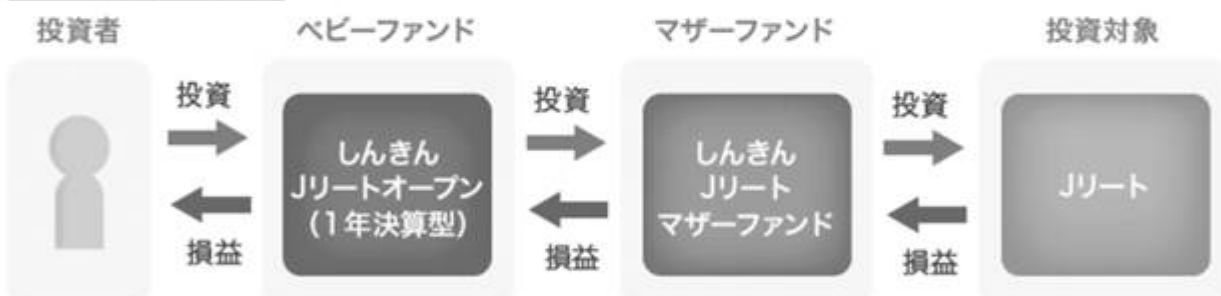 投資者
ベビーファンド
マザーファンド
投資対象
投資
損益
しんきん
Jリートオープン
(1年決算型)
投資
損益
しんきん
Jリート
マザーファンド
投資
損益
Jリート